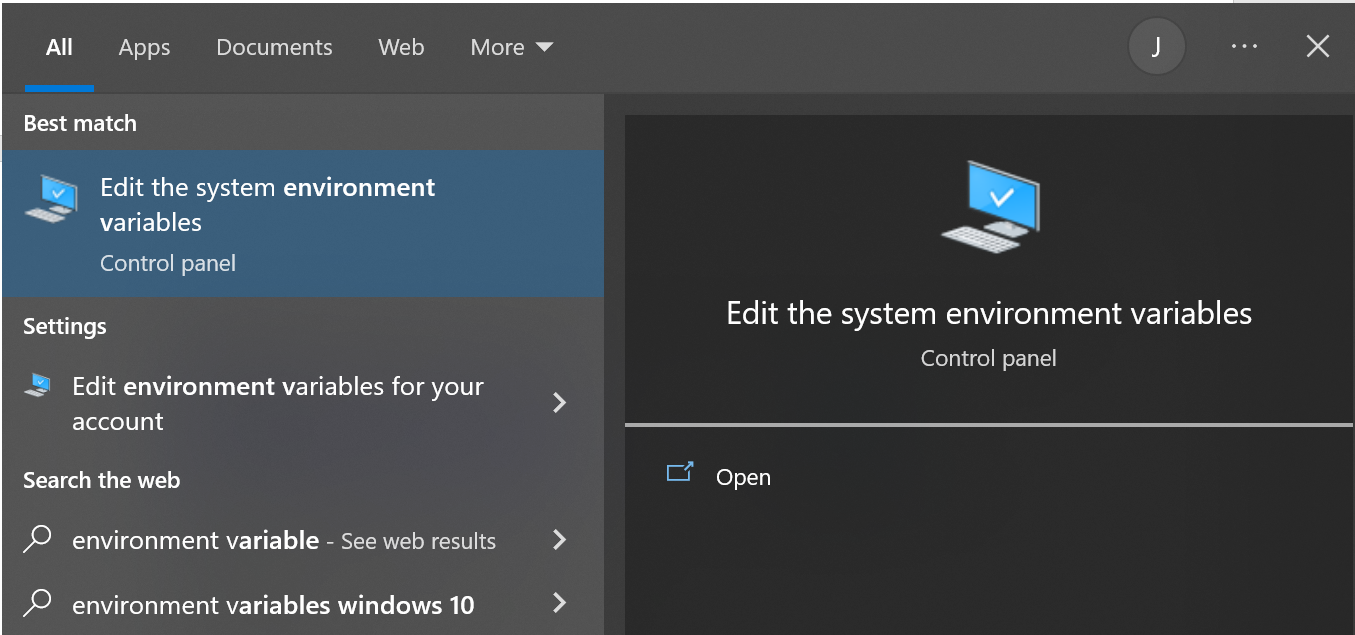 All Apps Documents Web More J ...
Best match
Edit the system environment
variables
Control panel
Settings
Edit environment variables for your
account
Search the web
environment variable - See web results
environment variables windows 10
Edit the system environment variables
Control panel
Open